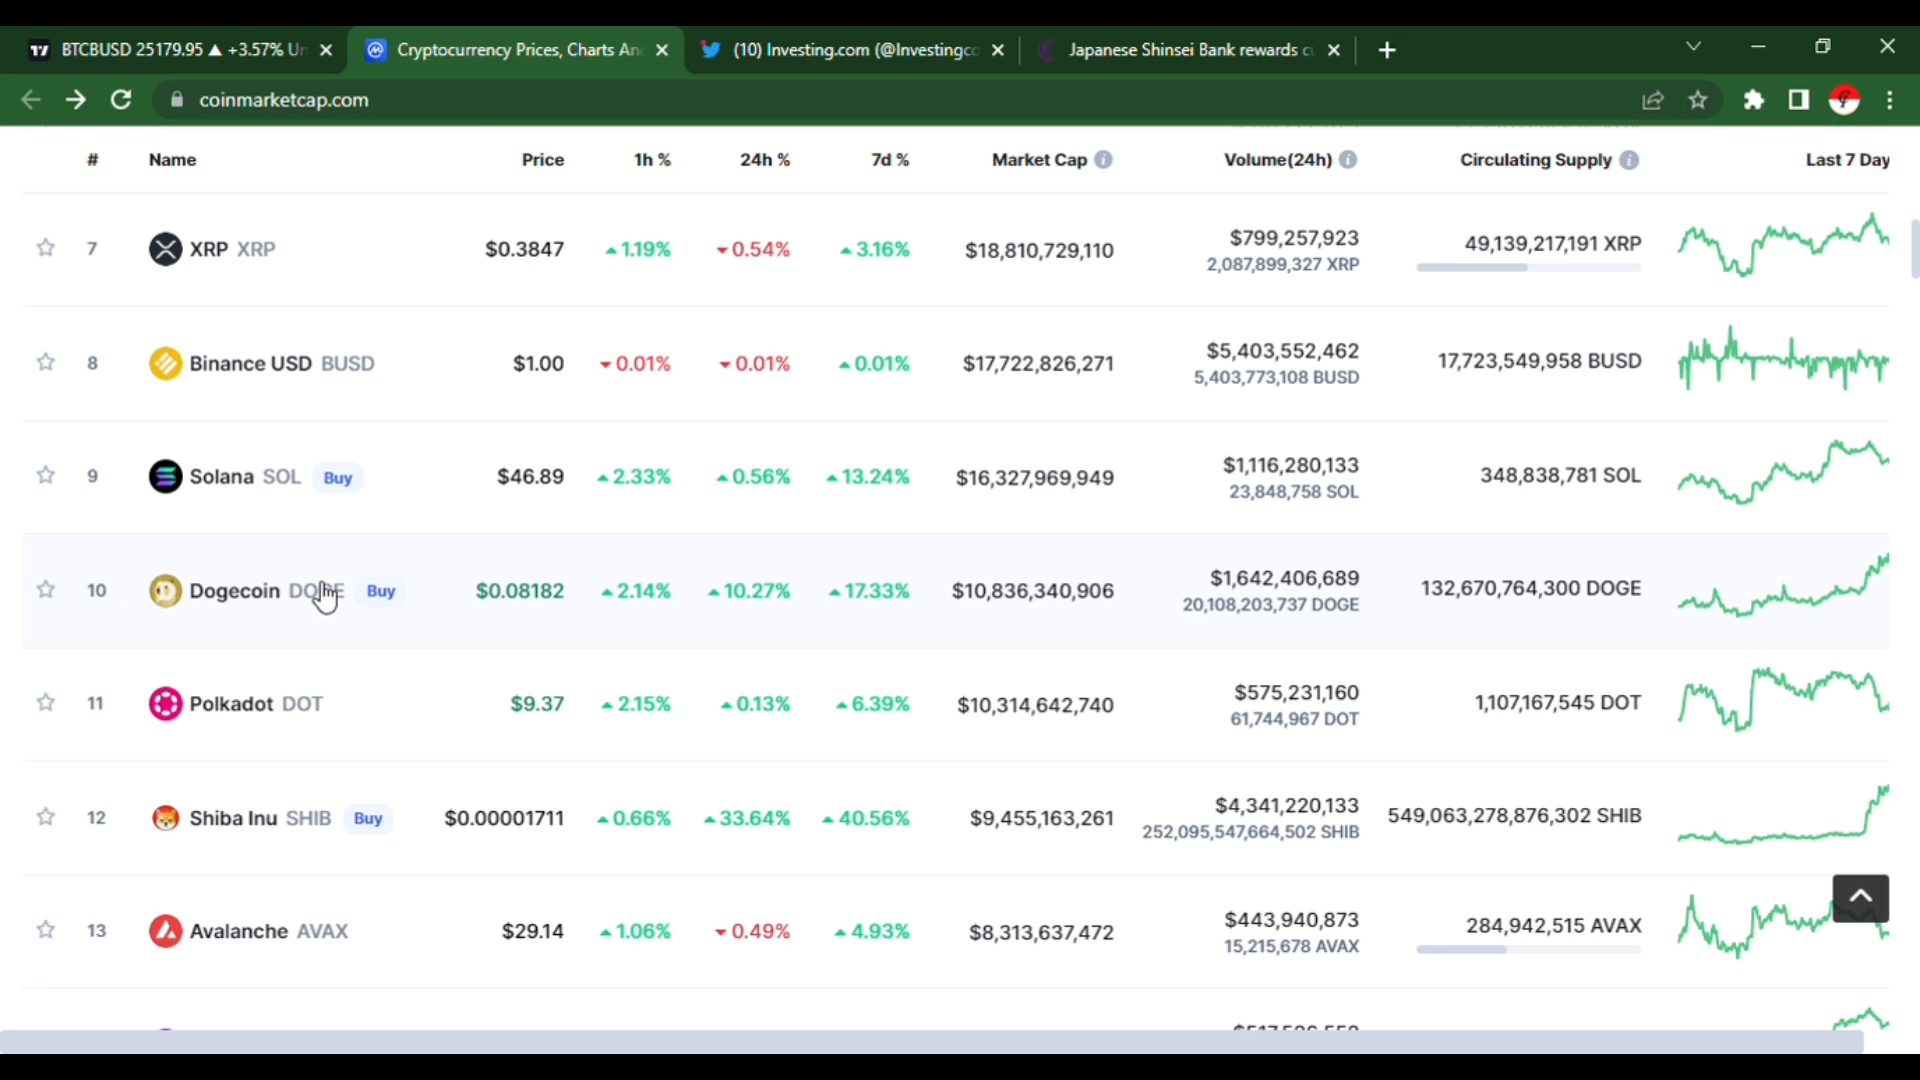 BTCBUSD 25179.95 ▲ +3.57% Un
Cryptocurrency Prices, Charts An
(10) Investing.com (@Investingco
Japanese Shinsei Bank rewards cu
coinmarketcap.com
# Name Price 1h % 24h % 7d % Market Cap Volume(24h) Circulating Supply Last 7 Day
7 XRP XRP $0.3847 1.19% 0.54% 3.16% $18,810,729,110 $799,257,923 49,139,217,191 XRP
2,087,899,327 XRP
8 Binance USD BUSD $1.00 0.01% 0.01% 0.01% $17,722,826,271 $5,403,552,462 17,723,549,958 BUSD
5,403,773,108 BUSD
9 Solana SOL Buy $46.89 2.33% 0.56% 13.24% $16,327,969,949 $1,116,280,133 348,838,781 SOL
23,848,758 SOL
10 Dogecoin DOGE Buy $0.08182 2.14% 10.27% 17.33% $10,836,340,906 $1,642,406,689 132,670,764,300 DOGE
20,108,203,737 DOGE
11 Polkadot DOT $9.37 2.15% 0.13% 6.39% $10,314,642,740 $575,231,160 1,107,167,545 DOT
61,744,967 DOT
12 Shiba Inu SHIB Buy $0.00001711 0.66% 33.64% 40.56% $9,455,163,261 $4,341,220,133 549,063,278,876,302 SHIB
252,095,547,664,502 SHIB
13 Avalanche AVAX $29.14 1.06% 0.49% 4.93% $8,313,637,472 $443,940,873 284,942,515 AVAX
15,215,678 AVAX